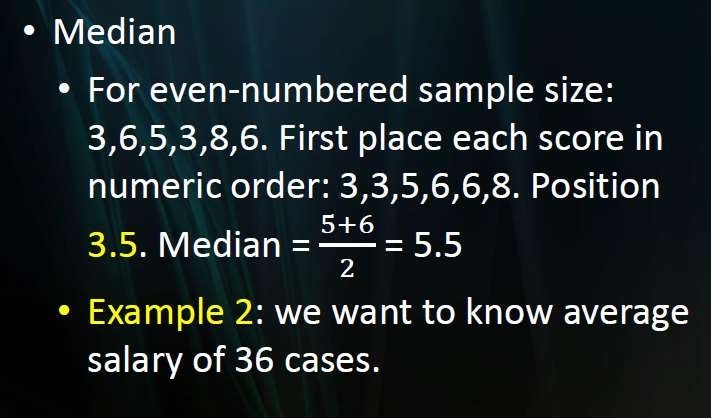 • Median
• For even-numbered sample size:
3,6,5,3,8,6. First place each score in
numeric order: 3,3,5,6,6,8. Position
3.5. Median = \frac{5+6}{2} = 5.5
• Example 2: we want to know average
salary of 36 cases.